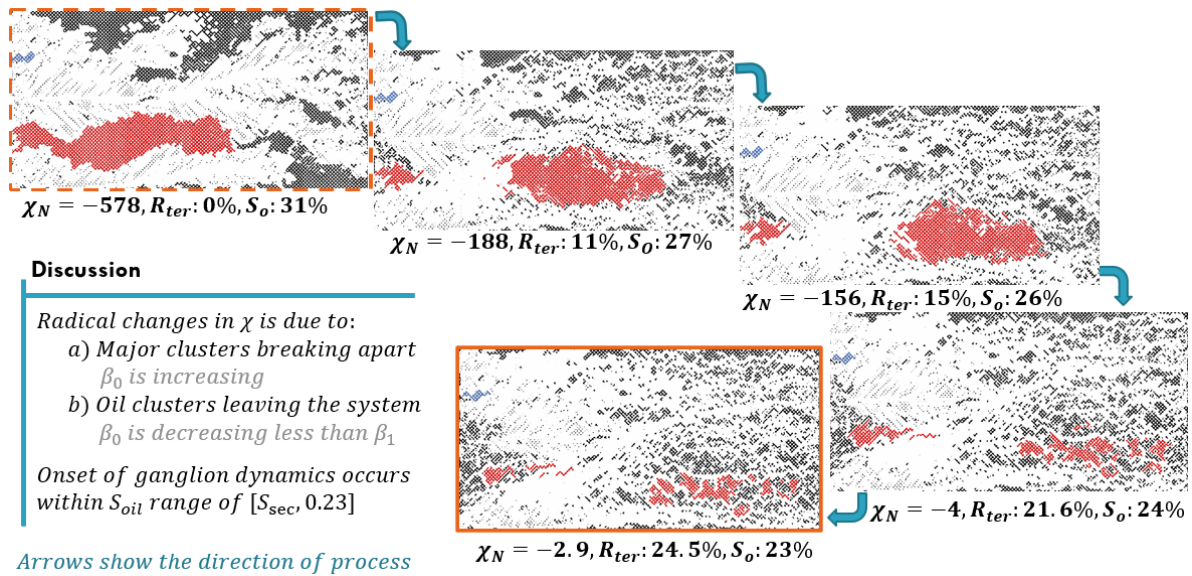 χ_N = −578, R_ter: 0%, S_o: 31%
χ_N = −188, R_ter: 11%, S_O: 27%
χ_N = −156, R_ter: 15%, S_o: 26%
χ_N = −4, R_ter: 21.6%, S_o: 24%
χ_N = −2.9, R_ter: 24.5%, S_o: 23%
Discussion
Radical changes in χ is due to:
a) Major clusters breaking apart
β₀ is increasing
b) Oil clusters leaving the system
β₀ is decreasing less than β₁
Onset of ganglion dynamics occurs
within S_oil range of [S_sec, 0.23]
Arrows show the direction of process